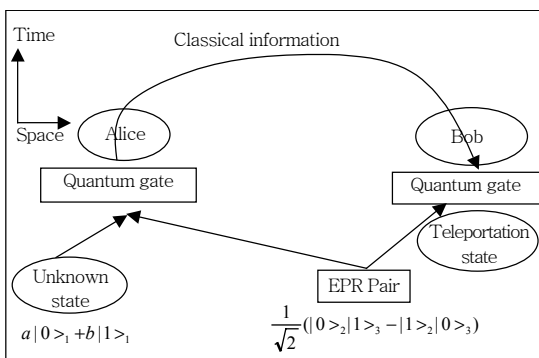 Time
Classical information
Space
Alice
Bob
Quantum gate
Quantum gate
Teleportation
state
Unknown
state
EPR Pair
a|0>₁+b|1>₁
1/√2(|0>₂|1>₃−|1>₂|0>₃)